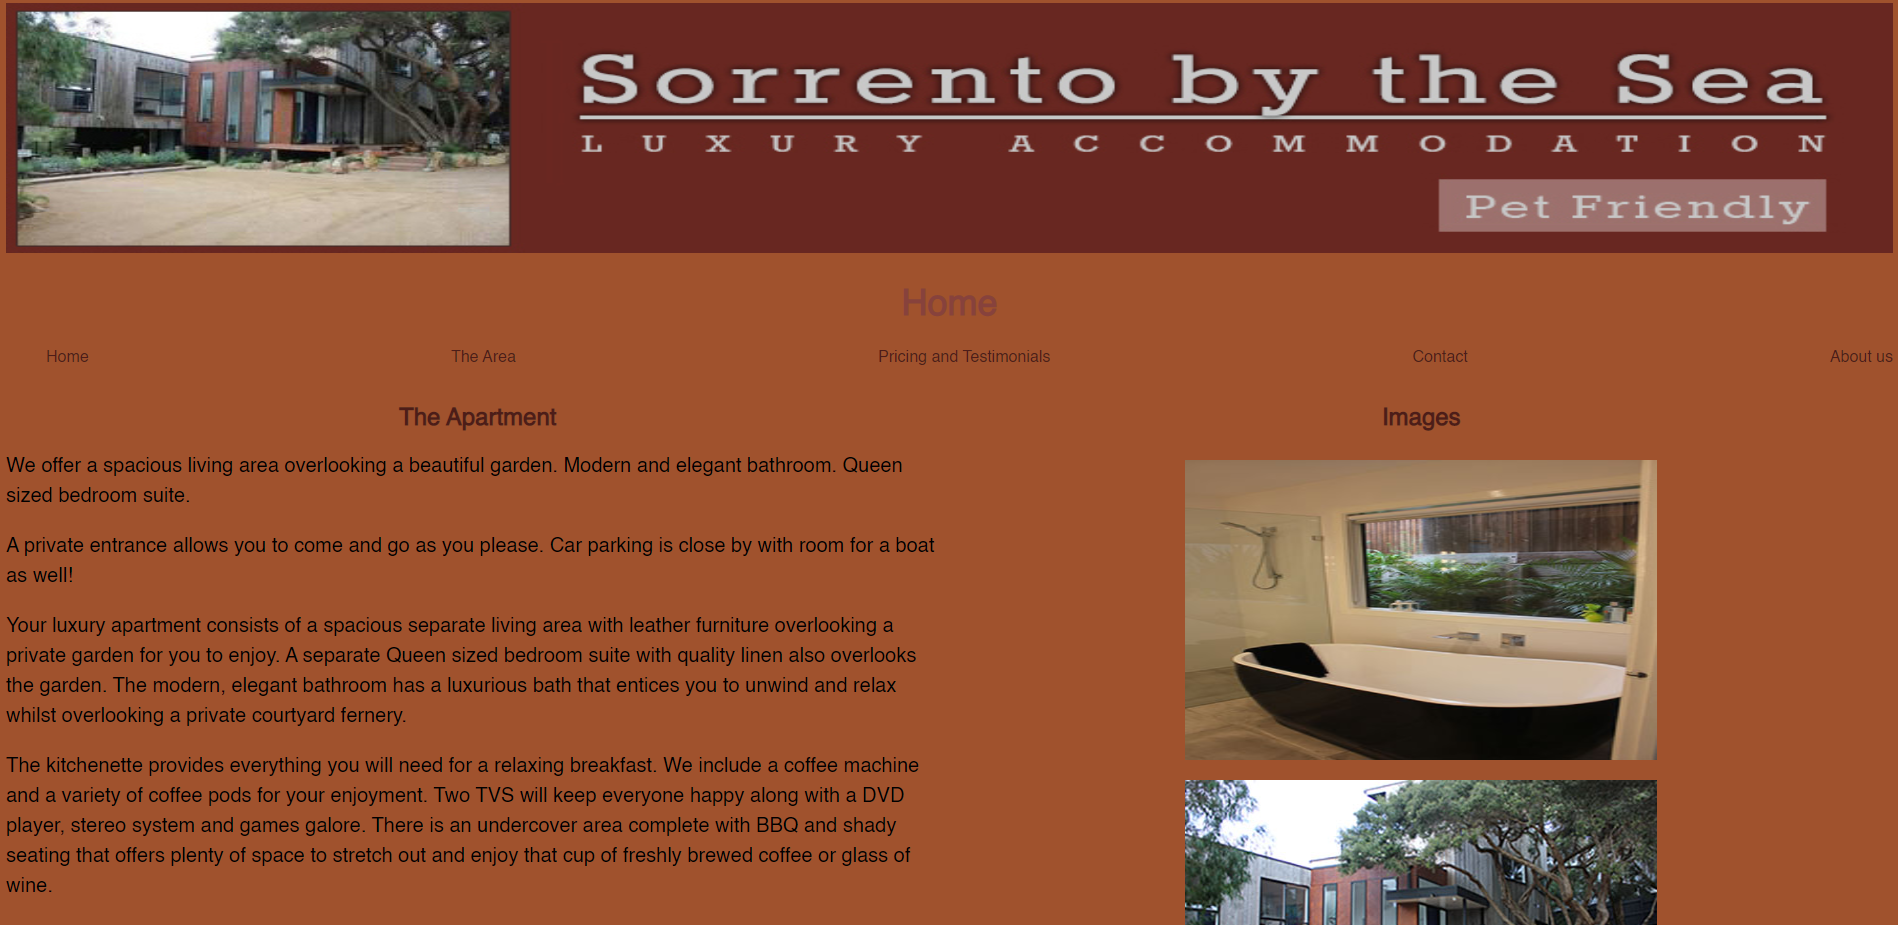 Sorrento by the Sea
LUXURY ACCOMMODATION
Pet Friendly
Home
Home
The Area
Pricing and Testimonials
Contact
About us
The Apartment
We offer a spacious living area overlooking a beautiful garden. Modern and elegant bathroom. Queen
sized bedroom suite.
A private entrance allows you to come and go as you please. Car parking is close by with room for a boat
as well!
Your luxury apartment consists of a spacious separate living area with leather furniture overlooking a
private garden for you to enjoy. A separate Queen sized bedroom suite with quality linen also overlooks
the garden. The modern, elegant bathroom has a luxurious bath that entices you to unwind and relax
whilst overlooking a private courtyard fernery.
The kitchenette provides everything you will need for a relaxing breakfast. We include a coffee machine
and a variety of coffee pods for your enjoyment. Two TVS will keep everyone happy along with a DVD
player, stereo system and games galore. There is an undercover area complete with BBQ and shady
seating that offers plenty of space to stretch out and enjoy that cup of freshly brewed coffee or glass of
wine.
Images